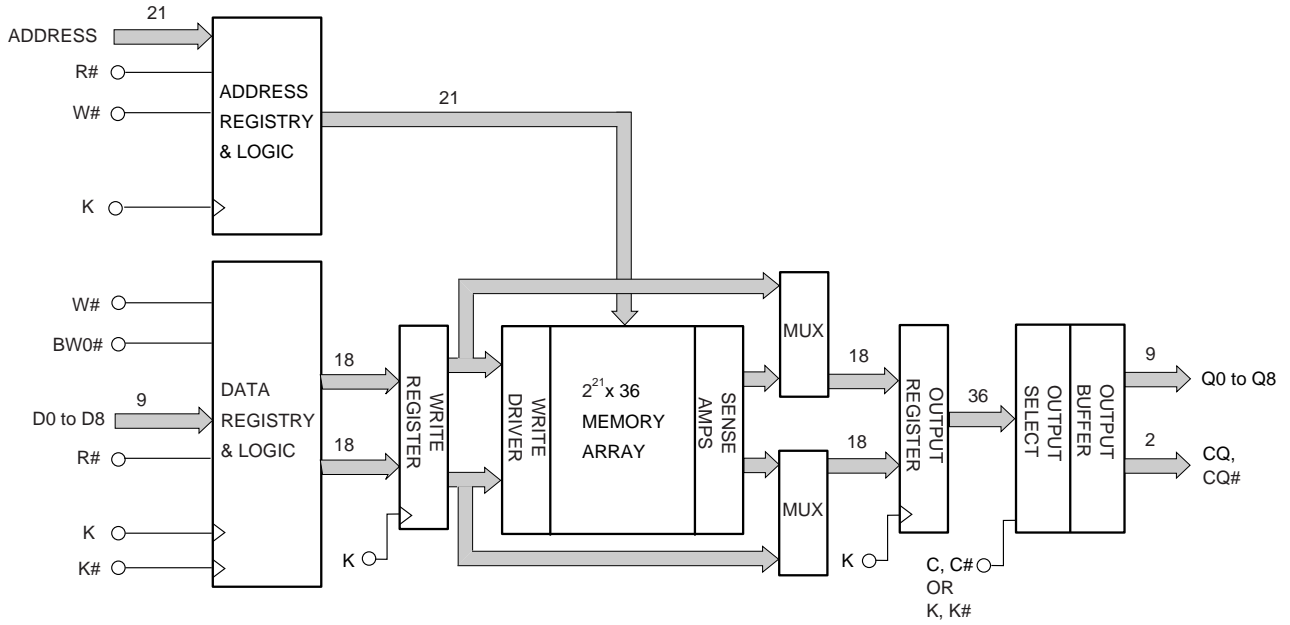 21
ADDRESS
R#
W#
K
ADDRESS
REGISTRY
& LOGIC
21
W#
BW0#
D0 to D8
9
R#
K
K#
DATA
REGISTRY
& LOGIC
18
18
WRITE
REGISTER
K
WRITE
DRIVER
2²¹ x 36
MEMORY
ARRAY
SENSE
AMPS
MUX
MUX
18
18
OUTPUT
REGISTER
K
36
OUTPUT
SELECT
OUTPUT
BUFFER
C, C#
OR
K, K#
9
Q0 to Q8
2
CQ,
CQ#